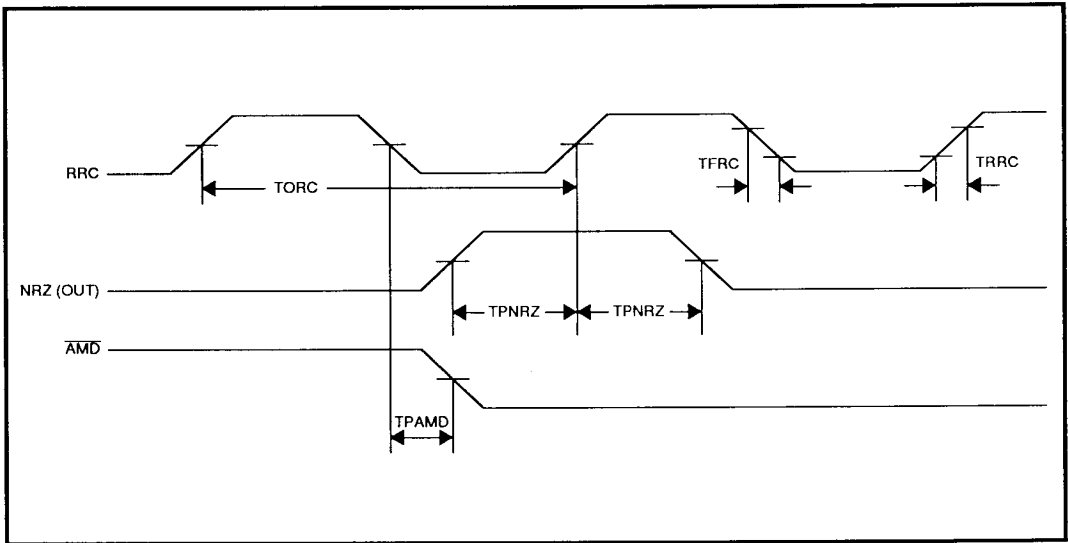 RRC
TORC
TFRC
TRRC
NRZ (OUT)
TPNRZ
TPNRZ
AMD
TPAMD